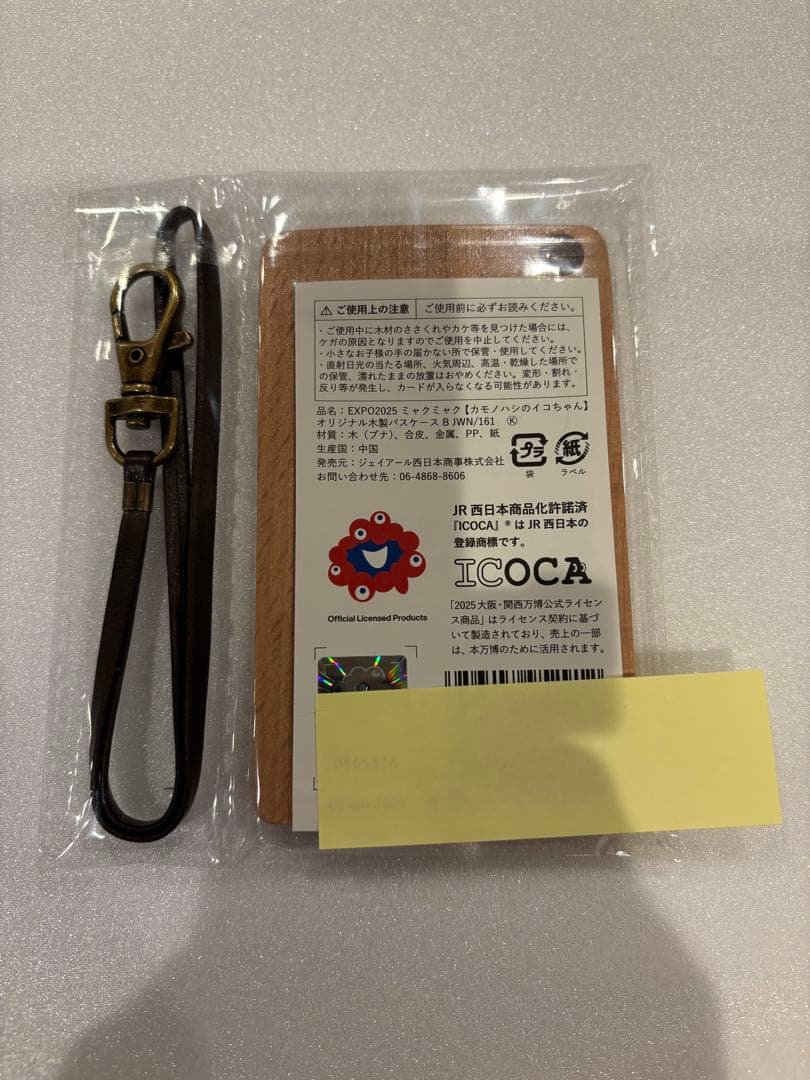 ⚠ ご使用上の注意 ご使用前に必ずお読みください。
・ご使用中に木材のささくれやカケ等を見つけた場合には、
ケガの原因となりますのでご使用を中止してください。
・小さなお子様の手の届かない所で保管・使用してください。
・直射日光の当たる場所、火気周辺、高温・乾燥した場所で
の保管、濡れたままの放置はおやめください。変形・割れ・
反り等が発生し、カードが入らなくなる可能性があります。
品名：EXPO2025 ミャクミャク【カモノハシのイコちゃん】
オリジナル木製パスケース B JWN/161 Ⓚ
材質：木（ブナ）、合皮、金属、PP、紙
生産国：中国
発売元：ジェイアール西日本商事株式会社
お問い合わせ先：06-4868-8606
プラ
袋
紙
ラベル
JR 西日本商品化許諾済
『ICOCA』®は JR 西日本の
登録商標です。
ICOCA
Official Licensed Products
「2025 大阪・関西万博公式ライセン
ス商品」はライセンス契約に基づ
いて製造されており、売上の一部
は、本万博のために活用されます。